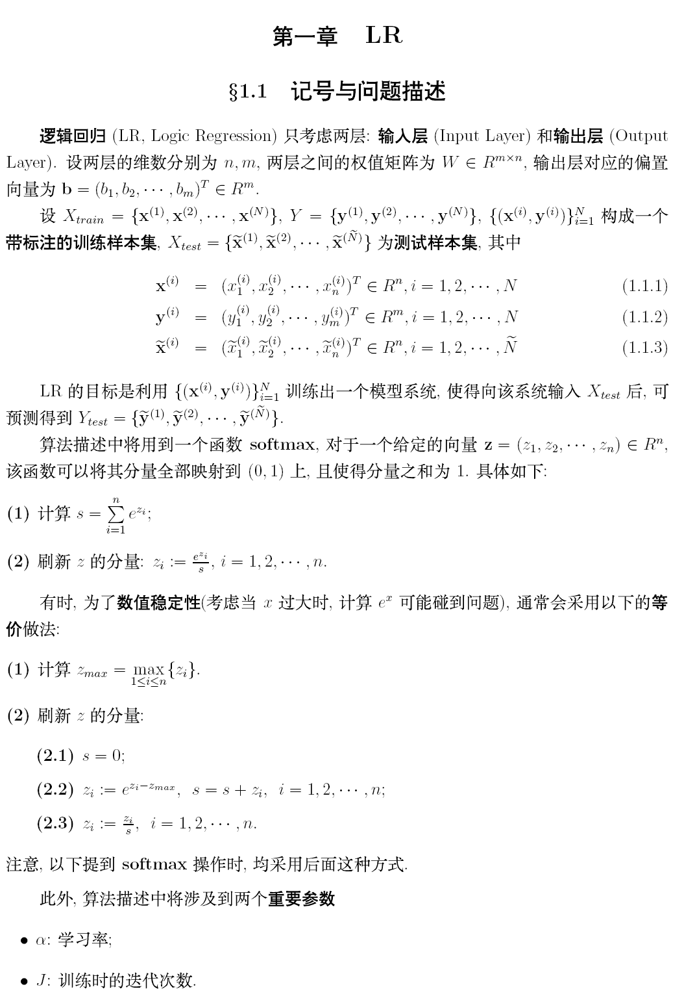 第一章 LR
§1.1 记号与问题描述
逻辑回归 (LR, Logic Regression) 只考虑两层: 输入层 (Input Layer) 和输出层 (Output
Layer). 设两层的维数分别为 $n, m$, 两层之间的权值矩阵为 $W \in R^{m \times n}$, 输出层对应的偏置
向量为 $\mathbf{b} = (b_1, b_2, \cdots, b_m)^T \in R^m$.
设 $X_{train} = \{\mathbf{x}^{(1)}, \mathbf{x}^{(2)}, \cdots, \mathbf{x}^{(N)}\}$, $Y = \{\mathbf{y}^{(1)}, \mathbf{y}^{(2)}, \cdots, \mathbf{y}^{(N)}\}$, $\{(\mathbf{x}^{(i)}, \mathbf{y}^{(i)})\}_{i=1}^{N}$ 构成一个
带标注的训练样本集, $X_{test} = \{\widetilde{\mathbf{x}}^{(1)}, \widetilde{\mathbf{x}}^{(2)}, \cdots, \widetilde{\mathbf{x}}^{(\widetilde{N})}\}$ 为测试样本集, 其中
$\mathbf{x}^{(i)} = (x_1^{(i)}, x_2^{(i)}, \cdots, x_n^{(i)})^T \in R^n, i = 1, 2, \cdots, N$ (1.1.1)
$\mathbf{y}^{(i)} = (y_1^{(i)}, y_2^{(i)}, \cdots, y_m^{(i)})^T \in R^m, i = 1, 2, \cdots, N$ (1.1.2)
$\widetilde{\mathbf{x}}^{(i)} = (\widetilde{x}_1^{(i)}, \widetilde{x}_2^{(i)}, \cdots, \widetilde{x}_n^{(i)})^T \in R^n, i = 1, 2, \cdots, \widetilde{N}$ (1.1.3)
LR 的目标是利用 $\{(\mathbf{x}^{(i)}, \mathbf{y}^{(i)})\}_{i=1}^{N}$ 训练出一个模型系统, 使得向该系统输入 $X_{test}$ 后, 可
预测得到 $Y_{test} = \{\widetilde{\mathbf{y}}^{(1)}, \widetilde{\mathbf{y}}^{(2)}, \cdots, \widetilde{\mathbf{y}}^{(\widetilde{N})}\}$.
算法描述中将用到一个函数 softmax, 对于一个给定的向量 $\mathbf{z} = (z_1, z_2, \cdots, z_n) \in R^n$,
该函数可以将其分量全部映射到 $(0, 1)$ 上, 且使得分量之和为 1. 具体如下:
(1) 计算 $s = \sum\limits_{i=1}^{n} e^{z_i}$;
(2) 刷新 $z$ 的分量: $z_i := \frac{e^{z_i}}{s}$, $i = 1, 2, \cdots, n$.
有时, 为了数值稳定性(考虑当 $x$ 过大时, 计算 $e^x$ 可能碰到问题), 通常会采用以下的等
价做法:
(1) 计算 $z_{max} = \max\limits_{1 \leq i \leq n} \{z_i\}$.
(2) 刷新 $z$ 的分量:
(2.1) $s = 0$;
(2.2) $z_i := e^{z_i - z_{max}}$, $s = s + z_i$, $i = 1, 2, \cdots, n$;
(2.3) $z_i := \frac{z_i}{s}$, $i = 1, 2, \cdots, n$.
注意, 以下提到 softmax 操作时, 均采用后面这种方式.
此外, 算法描述中将涉及到两个重要参数
• $\alpha$: 学习率;
• $J$: 训练时的迭代次数.